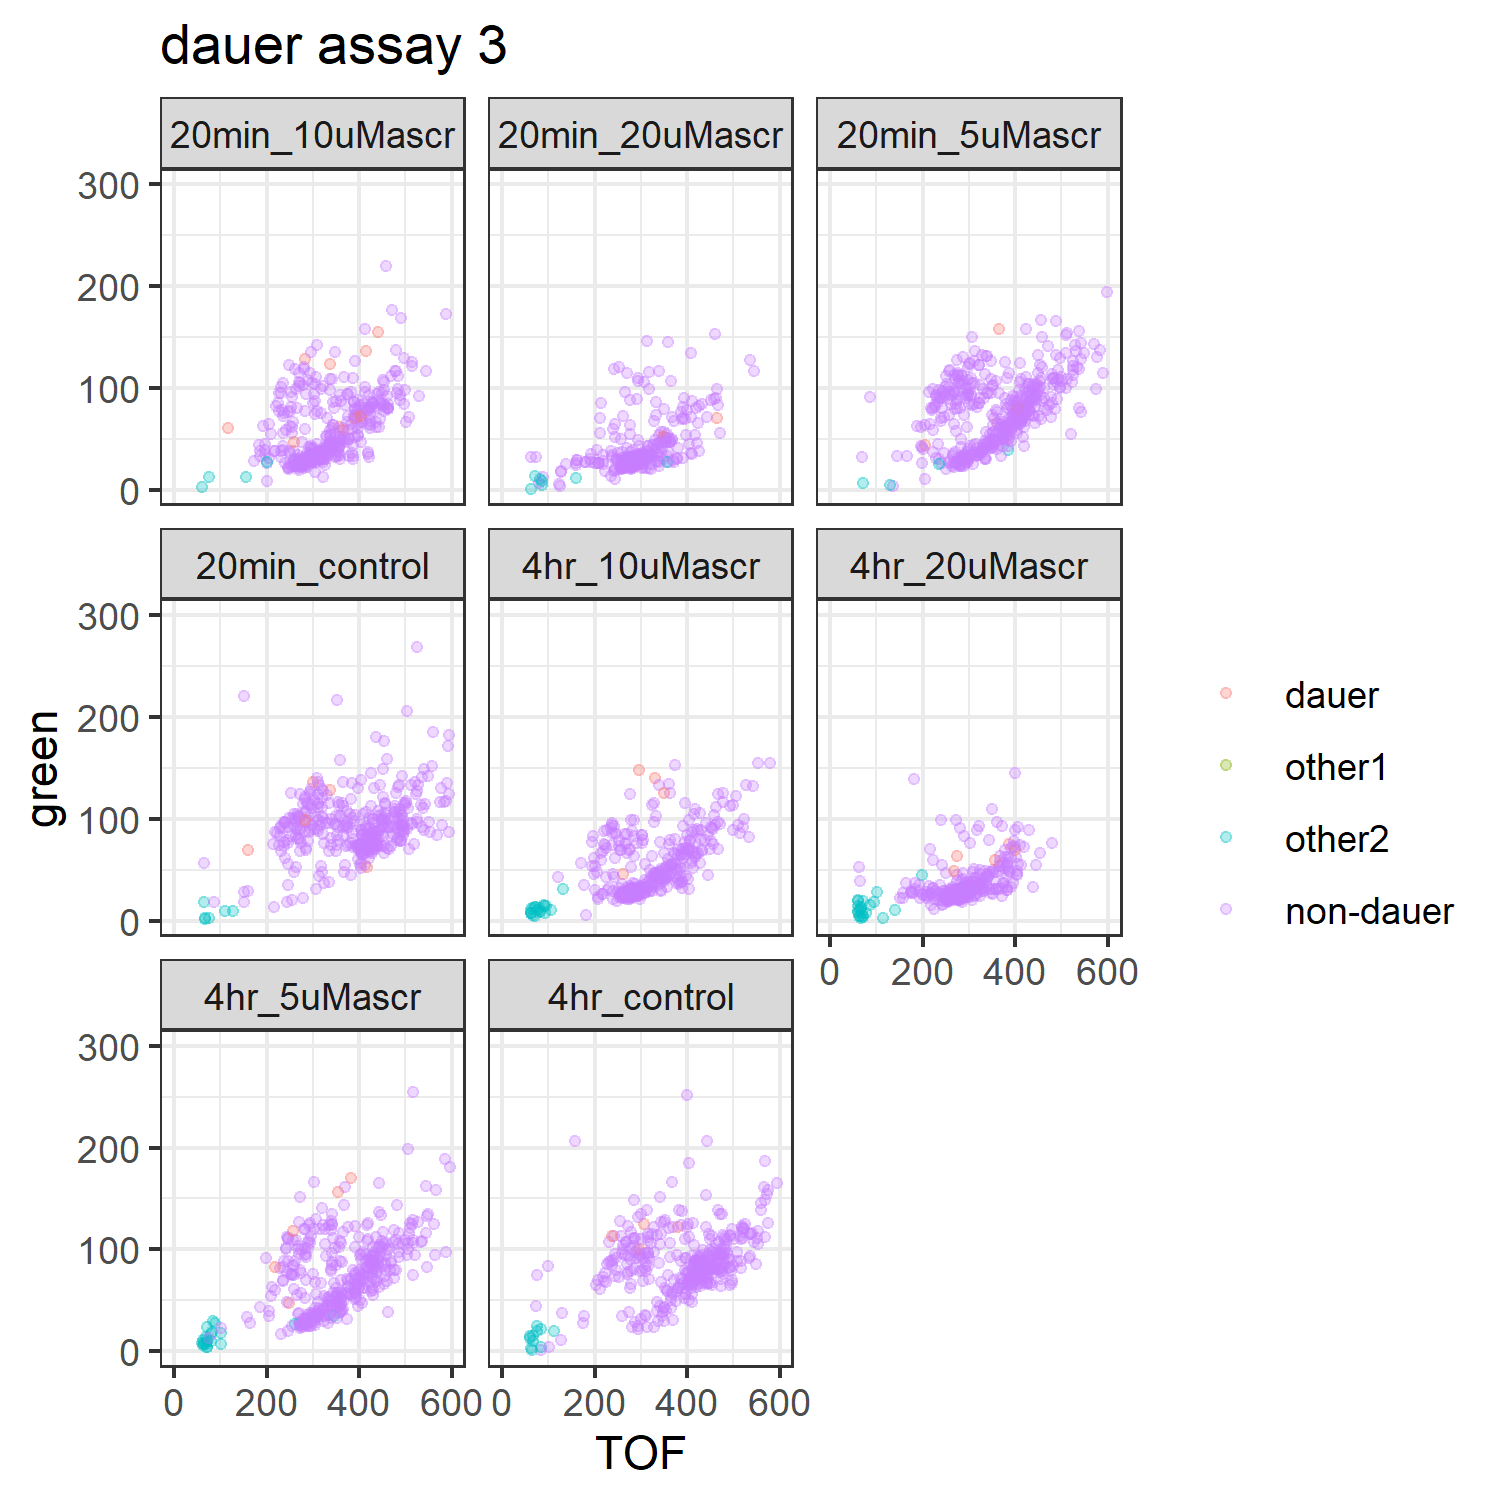 dauer assay 3
20min_10uMascr
20min_20uMascr
20min_5uMascr
300
200
100
0
20min_control
4hr_10uMascr
4hr_20uMascr
300
200
100
0
0 200 400 600
4hr_5uMascr
4hr_control
300
200
100
0
0 200 400 600
0 200 400 600
TOF
green
dauer
other1
other2
non-dauer